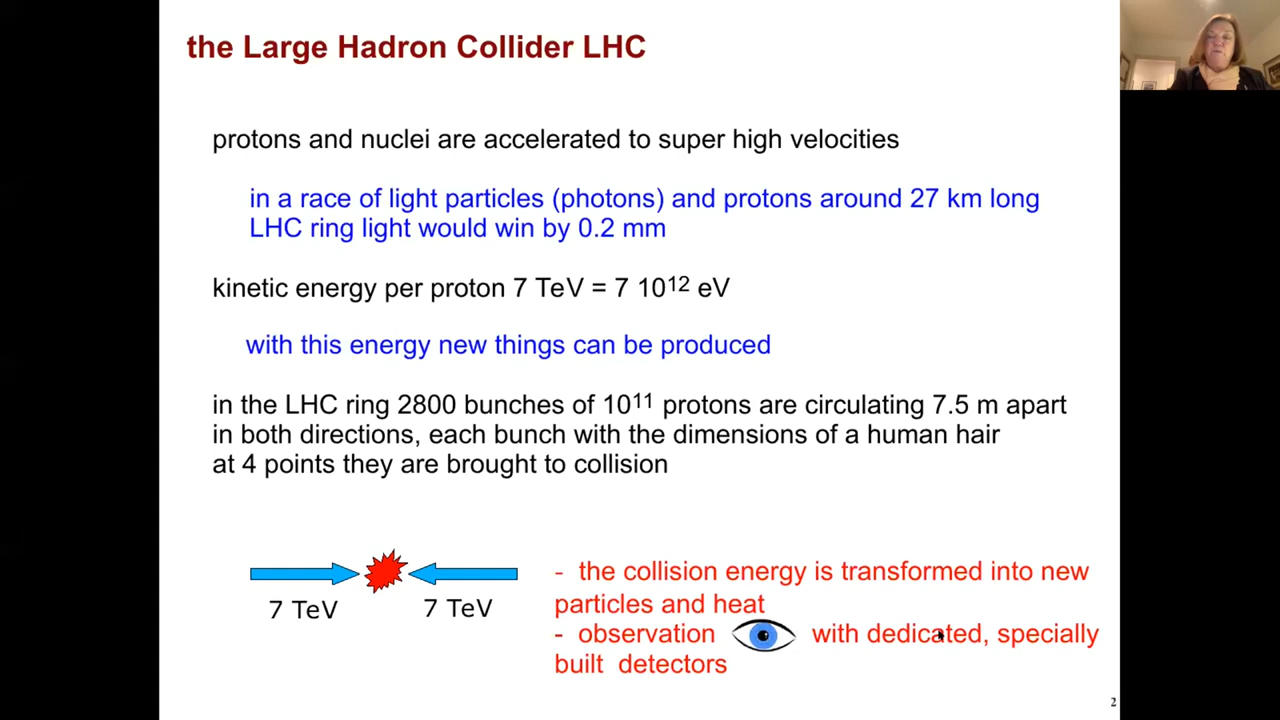 the Large Hadron Collider LHC
protons and nuclei are accelerated to super high velocities
in a race of light particles (photons) and protons around 27 km long
LHC ring light would win by 0.2 mm
kinetic energy per proton 7 TeV = 7 10¹² eV
with this energy new things can be produced
in the LHC ring 2800 bunches of 10¹¹ protons are circulating 7.5 m apart
in both directions, each bunch with the dimensions of a human hair
at 4 points they are brought to collision
7 TeV
7 TeV
- the collision energy is transformed into new
particles and heat
- observation with dedicated, specially
built detectors
2